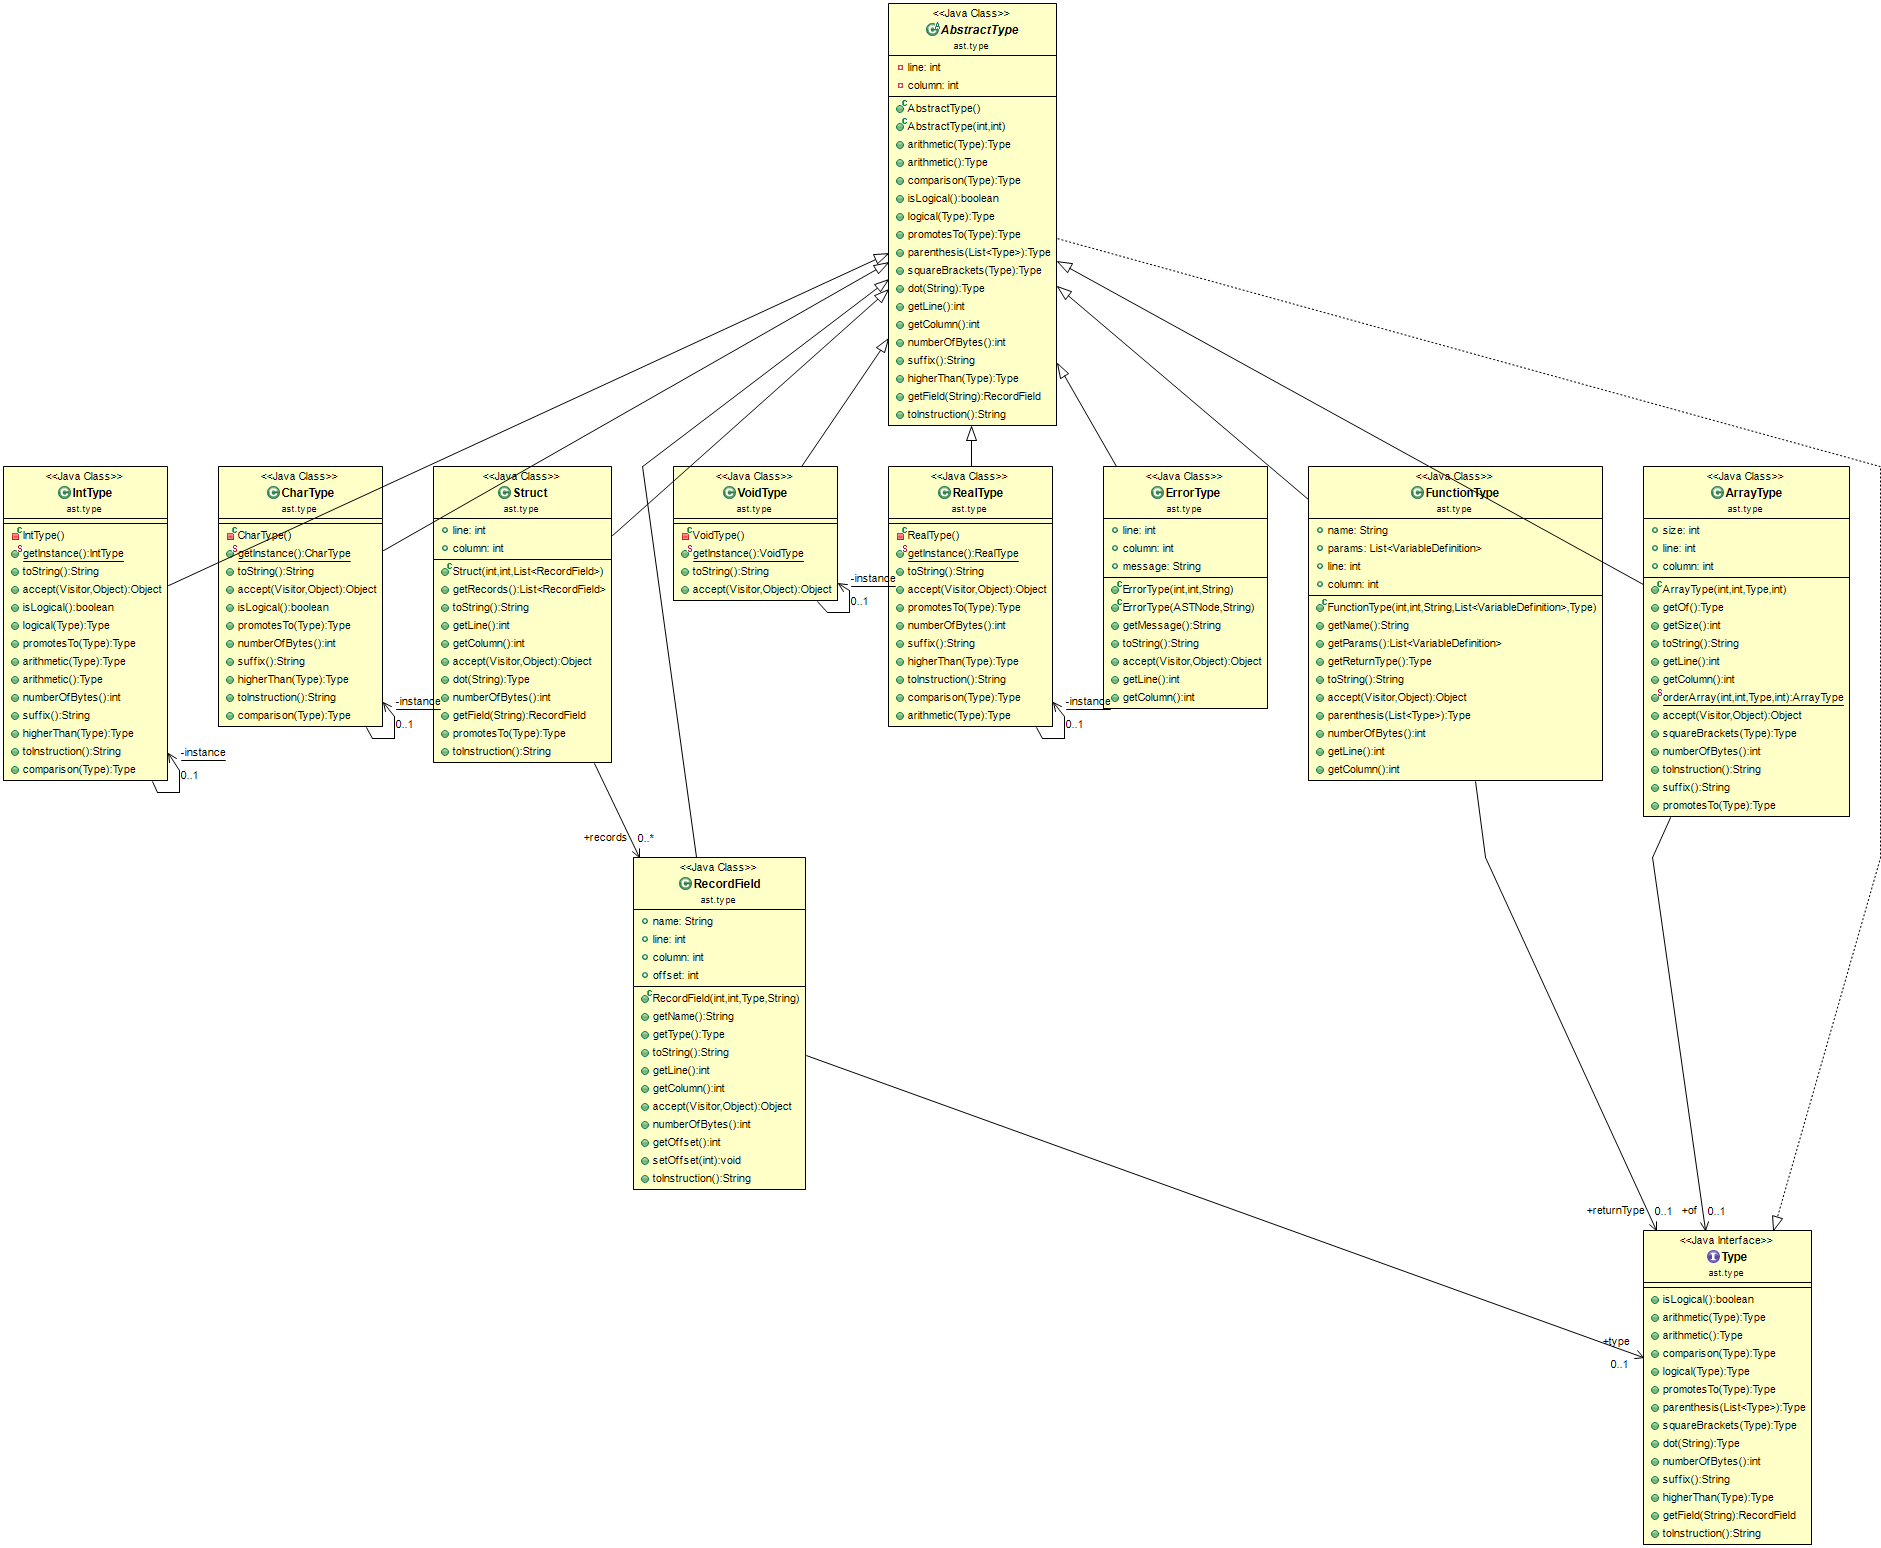 <<Java Class>>
AbstractType
ast.type
line: int
column: int
AbstractType()
AbstractType(int,int)
arithmetic(Type):Type
arithmetic():Type
comparison(Type):Type
isLogical():boolean
logical(Type):Type
promotesTo(Type):Type
parenthesis(List<Type>):Type
squareBrackets(Type):Type
dot(String):Type
getLine():int
getColumn():int
numberOfBytes():int
suffix():String
higherThan(Type):Type
getField(String):RecordField
toInstruction():String
<<Java Class>>
IntType
ast.type
IntType()
getInstance():IntType
toString():String
accept(Visitor,Object):Object
isLogical():boolean
logical(Type):Type
promotesTo(Type):Type
arithmetic(Type):Type
arithmetic():Type
numberOfBytes():int
suffix():String
higherThan(Type):Type
toInstruction():String
comparison(Type):Type
-instance
0..1
<<Java Class>>
CharType
ast.type
CharType()
getInstance():CharType
toString():String
accept(Visitor,Object):Object
isLogical():boolean
promotesTo(Type):Type
numberOfBytes():int
suffix():String
higherThan(Type):Type
toInstruction():String
comparison(Type):Type
-instance
0..1
<<Java Class>>
Struct
ast.type
line: int
column: int
Struct(int,int,List<RecordField>)
getRecords():List<RecordField>
toString():String
getLine():int
getColumn():int
accept(Visitor,Object):Object
dot(String):Type
numberOfBytes():int
getField(String):RecordField
promotesTo(Type):Type
toInstruction():String
<<Java Class>>
VoidType
ast.type
VoidType()
getInstance():VoidType
toString():String
accept(Visitor,Object):Object
-instance
0..1
<<Java Class>>
RealType
ast.type
RealType()
getInstance():RealType
toString():String
accept(Visitor,Object):Object
promotesTo(Type):Type
numberOfBytes():int
suffix():String
higherThan(Type):Type
toInstruction():String
comparison(Type):Type
arithmetic(Type):Type
-instance
0..1
<<Java Class>>
ErrorType
ast.type
line: int
column: int
message: String
ErrorType(int,int,String)
ErrorType(ASTNode,String)
getMessage():String
toString():String
accept(Visitor,Object):Object
getLine():int
getColumn():int
<<Java Class>>
FunctionType
ast.type
name: String
params: List<VariableDefinition>
line: int
column: int
FunctionType(int,int,String,List<VariableDefinition>,Type)
getName():String
getParams():List<VariableDefinition>
getReturnType():Type
toString():String
accept(Visitor,Object):Object
parenthesis(List<Type>):Type
numberOfBytes():int
getLine():int
getColumn():int
<<Java Class>>
ArrayType
ast.type
size: int
line: int
column: int
ArrayType(int,int,Type,int)
getOf():Type
getSize():int
toString():String
getLine():int
getColumn():int
orderArray(int,int,Type,int):ArrayType
accept(Visitor,Object):Object
squareBrackets(Type):Type
numberOfBytes():int
toInstruction():String
suffix():String
promotesTo(Type):Type
+records 0..*
<<Java Class>>
RecordField
ast.type
name: String
line: int
column: int
offset: int
RecordField(int,int,Type,String)
getName():String
getType():Type
toString():String
getLine():int
getColumn():int
accept(Visitor,Object):Object
numberOfBytes():int
getOffset():int
setOffset(int):void
toInstruction():String
+returnType 0..1 +of 0..1
+type
0..1
<<Java Interface>>
Type
ast.type
isLogical():boolean
arithmetic(Type):Type
arithmetic():Type
comparison(Type):Type
logical(Type):Type
promotesTo(Type):Type
parenthesis(List<Type>):Type
squareBrackets(Type):Type
dot(String):Type
numberOfBytes():int
suffix():String
higherThan(Type):Type
getField(String):RecordField
toInstruction():String